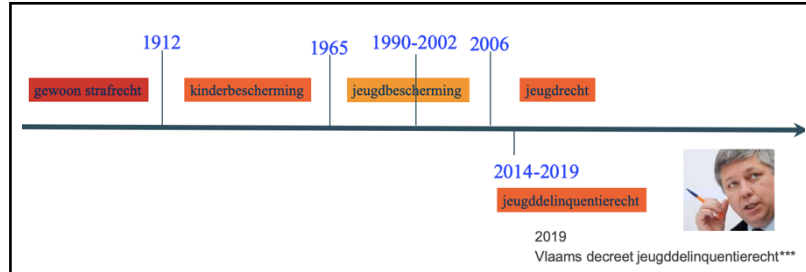 1912
1965
1990-2002
2006
gewoon strafrecht
kinderbescherming
jeugdbescherming
jeugdrecht
2014-2019
jeugddelinquentierecht
2019
Vlaams decreet jeugddelinquentierecht***